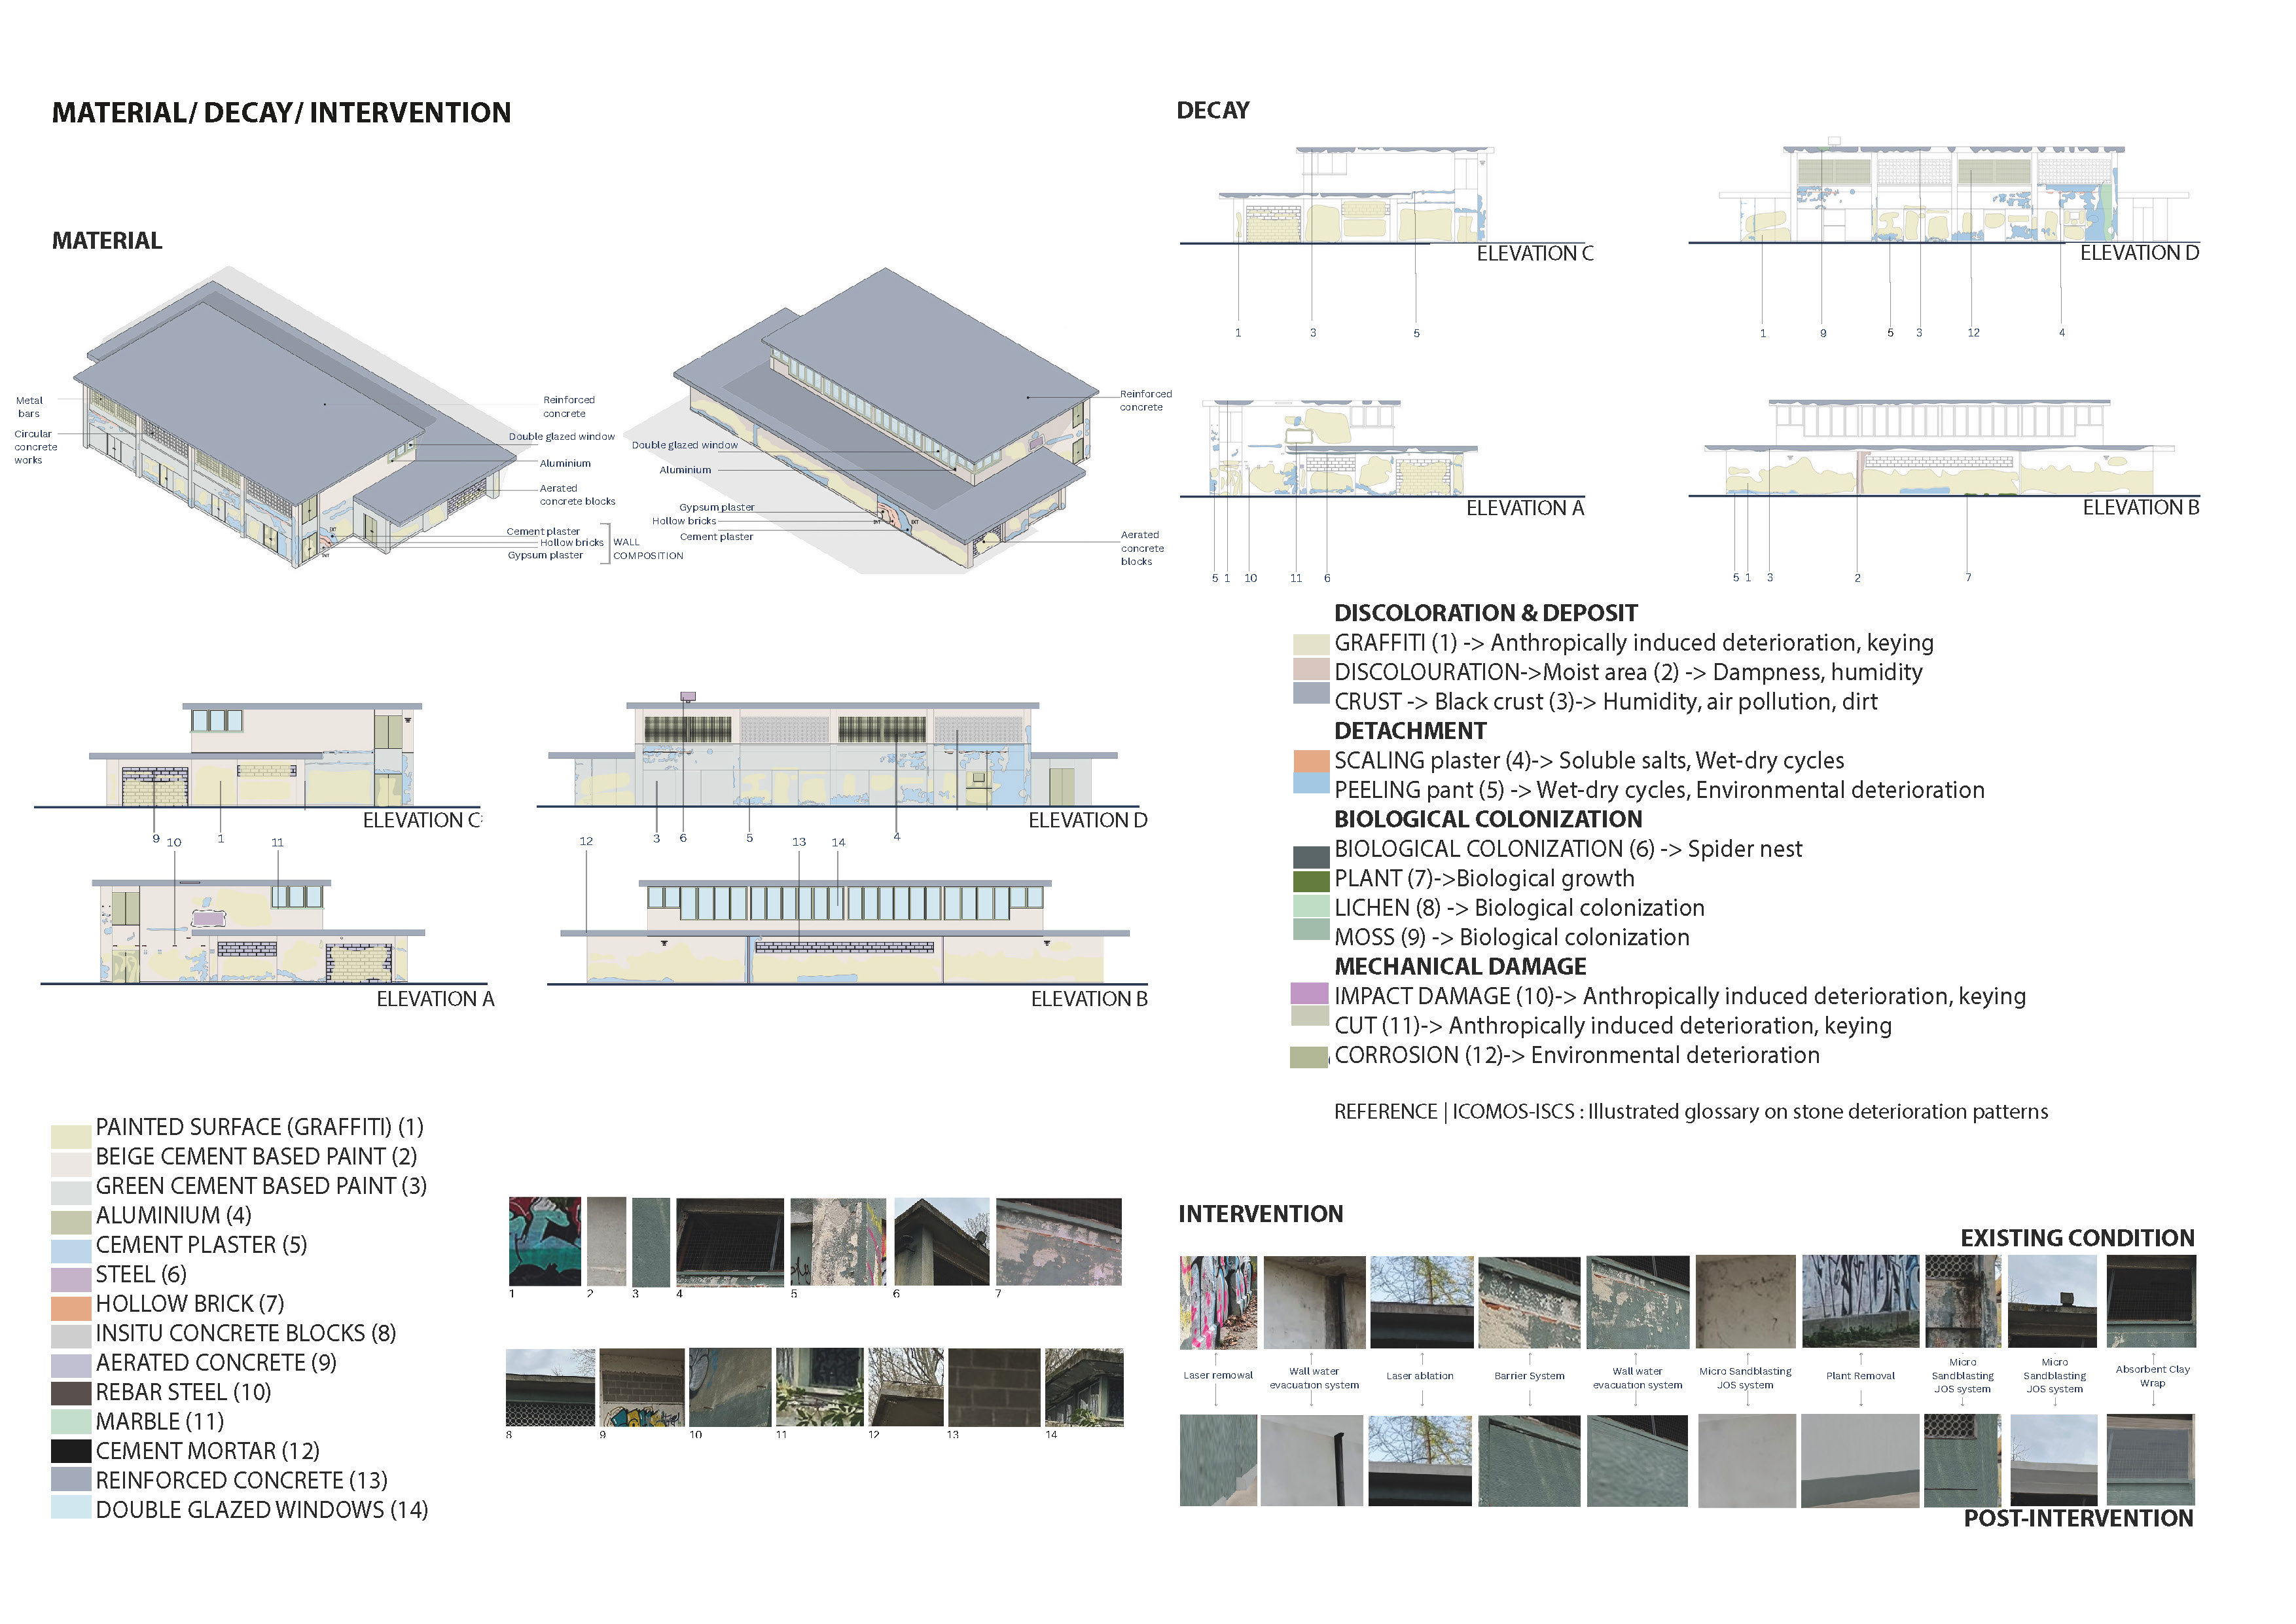 MATERIAL/ DECAY/ INTERVENTION
MATERIAL
Metal
bars
Circular
concrete
works
Reinforced
concrete
Double glazed window
Aluminium
Aerated
concrete blocks
Cement plaster
Hollow bricks
Gypsum plaster
WALL
COMPOSITION
Double glazed window
Aluminium
Gypsum plaster
Hollow bricks
Cement plaster
Reinforced
concrete
Aerated
concrete
blocks
ELEVATION C
9 10 1 11
ELEVATION D
12 3 6 5 13 14 4
ELEVATION A
ELEVATION B
PAINTED SURFACE (GRAFFITI) (1)
BEIGE CEMENT BASED PAINT (2)
GREEN CEMENT BASED PAINT (3)
ALUMINIUM (4)
CEMENT PLASTER (5)
STEEL (6)
HOLLOW BRICK (7)
INSITU CONCRETE BLOCKS (8)
AERATED CONCRETE (9)
REBAR STEEL (10)
MARBLE (11)
CEMENT MORTAR (12)
REINFORCED CONCRETE (13)
DOUBLE GLAZED WINDOWS (14)
1 2 3 4 5 6 7
8 9 10 11 12 13 14
DECAY
ELEVATION C
1 3 5
ELEVATION D
1 9 5 3 12 4
ELEVATION A
5 1 10 11 6
ELEVATION B
5 1 3 2 7
DISCOLORATION & DEPOSIT
GRAFFITI (1) -> Anthropically induced deterioration, keying
DISCOLOURATION->Moist area (2) -> Dampness, humidity
CRUST -> Black crust (3)-> Humidity, air pollution, dirt
DETACHMENT
SCALING plaster (4)-> Soluble salts, Wet-dry cycles
PEELING pant (5) -> Wet-dry cycles, Environmental deterioration
BIOLOGICAL COLONIZATION
BIOLOGICAL COLONIZATION (6) -> Spider nest
PLANT (7)->Biological growth
LICHEN (8) -> Biological colonization
MOSS (9) -> Biological colonization
MECHANICAL DAMAGE
IMPACT DAMAGE (10)-> Anthropically induced deterioration, keying
CUT (11)-> Anthropically induced deterioration, keying
CORROSION (12)-> Environmental deterioration
REFERENCE | ICOMOS-ISCS : Illustrated glossary on stone deterioration patterns
INTERVENTION
EXISTING CONDITION
Laser removal
Wall water
evacuation system
Laser ablation
Barrier System
Wall water
evacuation system
Micro Sandblasting
JOS system
Plant Removal
Micro
Sandblasting
JOS system
Micro
Sandblasting
JOS system
Absorbent Clay
Wrap
POST-INTERVENTION